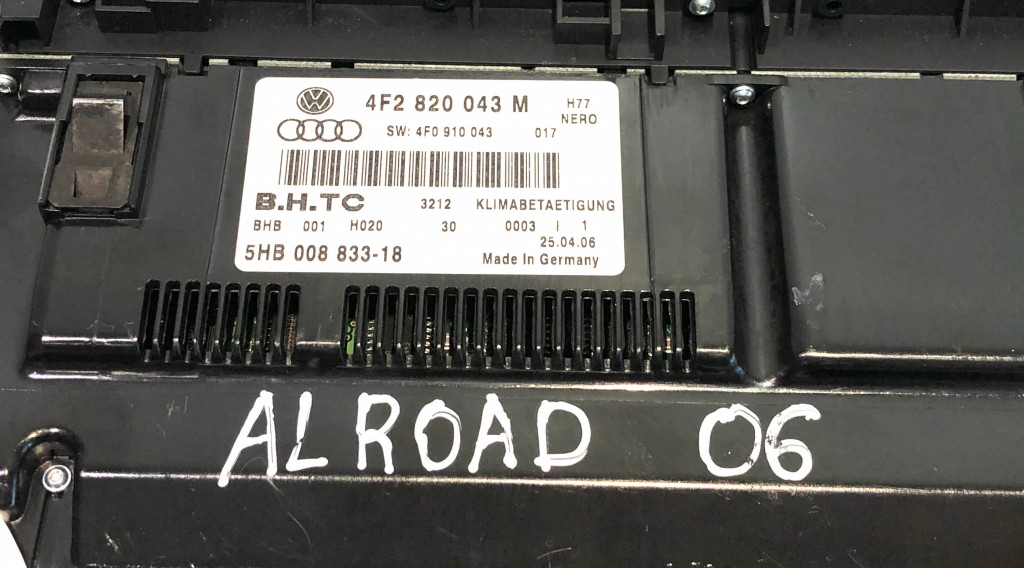 4F2 820 043 M H77
NERO
SW: 4F0 910 043 017
B.H.TC 3212 KLIMABETAETIGUNG
BHB 001 H020 30 0003 | 1
25.04.06
5HB 008 833-18 Made In Germany
ALROAD 06